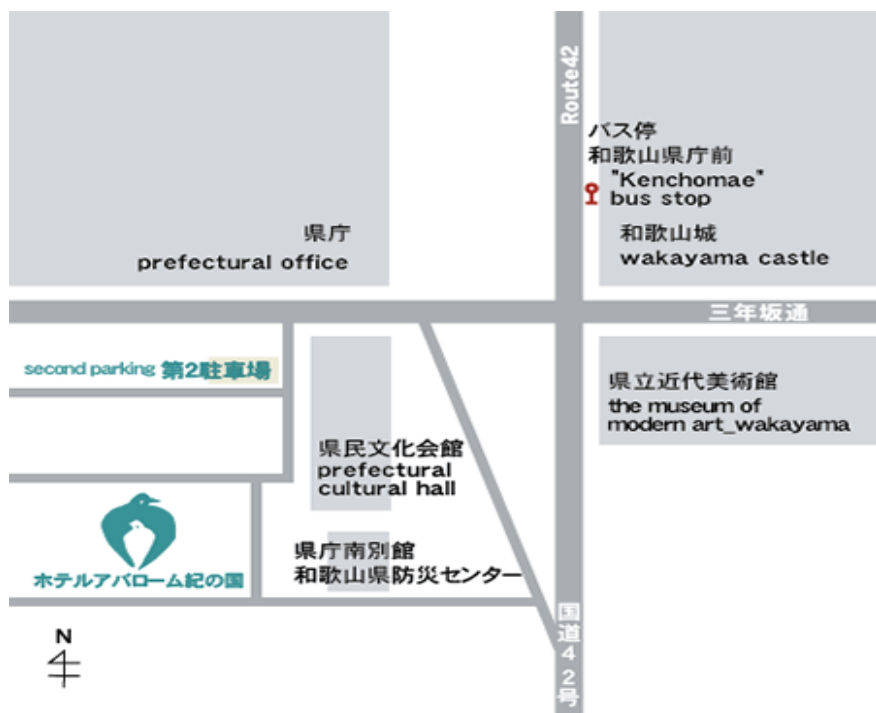 Route42
バス停
和歌山県庁前
"Kenchomae"
bus stop
県庁
prefectural office
和歌山城
wakayama castle
三年坂通
second parking 第2駐車場
県立近代美術館
the museum of
modern art_wakayama
県民文化会館
prefectural
cultural hall
県庁南別館
和歌山県防災センター
ホテルアバローム紀の国
国道42号
N